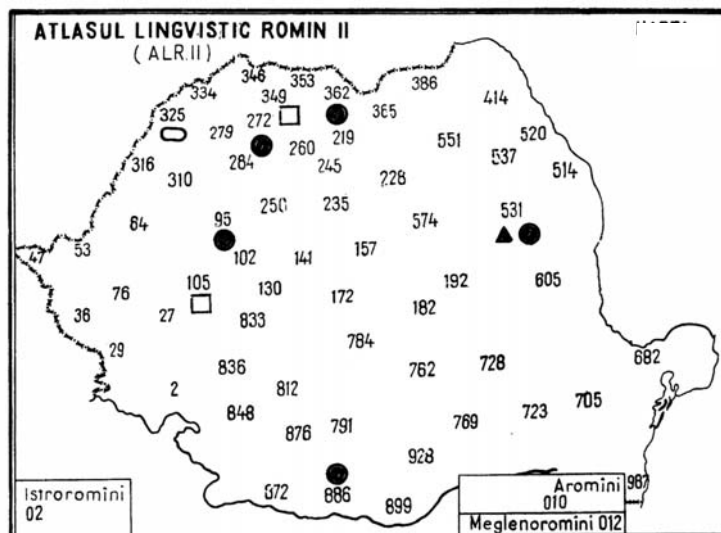 ATLASUL LINGVISTIC ROMIN II
(ALR.II)
346 353
334 349 362 386
325 272 365 414
279 219 520
284 260 551 537
316 245 514
310 228
250 235 531
64 95 574
53 157
47 102 141
105 130 192 605
76 172 182
36 27 833
784
29 682
836 762 728
2 812
848 705
791 769 723
876
928
Istroromini
02
872 886 899
Aromini
010
987
Meglenoromini 012